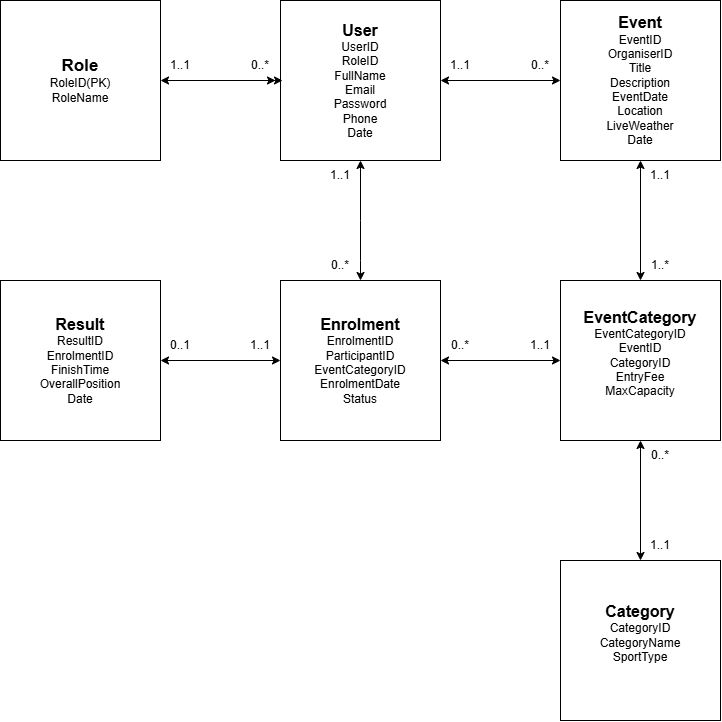 Role
RoleID(PK)
RoleName
1..1
0..*
User
UserID
RoleID
FullName
Email
Password
Phone
Date
1..1
0..*
Event
EventID
OrganiserID
Title
Description
EventDate
Location
LiveWeather
Date
1..1
0..*
1..1
1..*
Result
ResultID
EnrolmentID
FinishTime
OverallPosition
Date
0..1
1..1
Enrolment
EnrolmentID
ParticipantID
EventCategoryID
EnrolmentDate
Status
0..*
1..1
EventCategory
EventCategoryID
EventID
CategoryID
EntryFee
MaxCapacity
0..*
1..1
Category
CategoryID
CategoryName
SportType